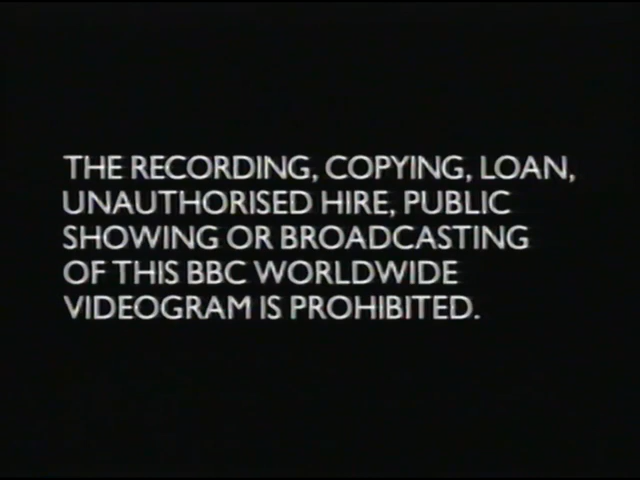 THE RECORDING, COPYING, LOAN,
UNAUTHORISED HIRE, PUBLIC
SHOWING OR BROADCASTING
OF THIS BBC WORLDWIDE
VIDEOGRAM IS PROHIBITED.